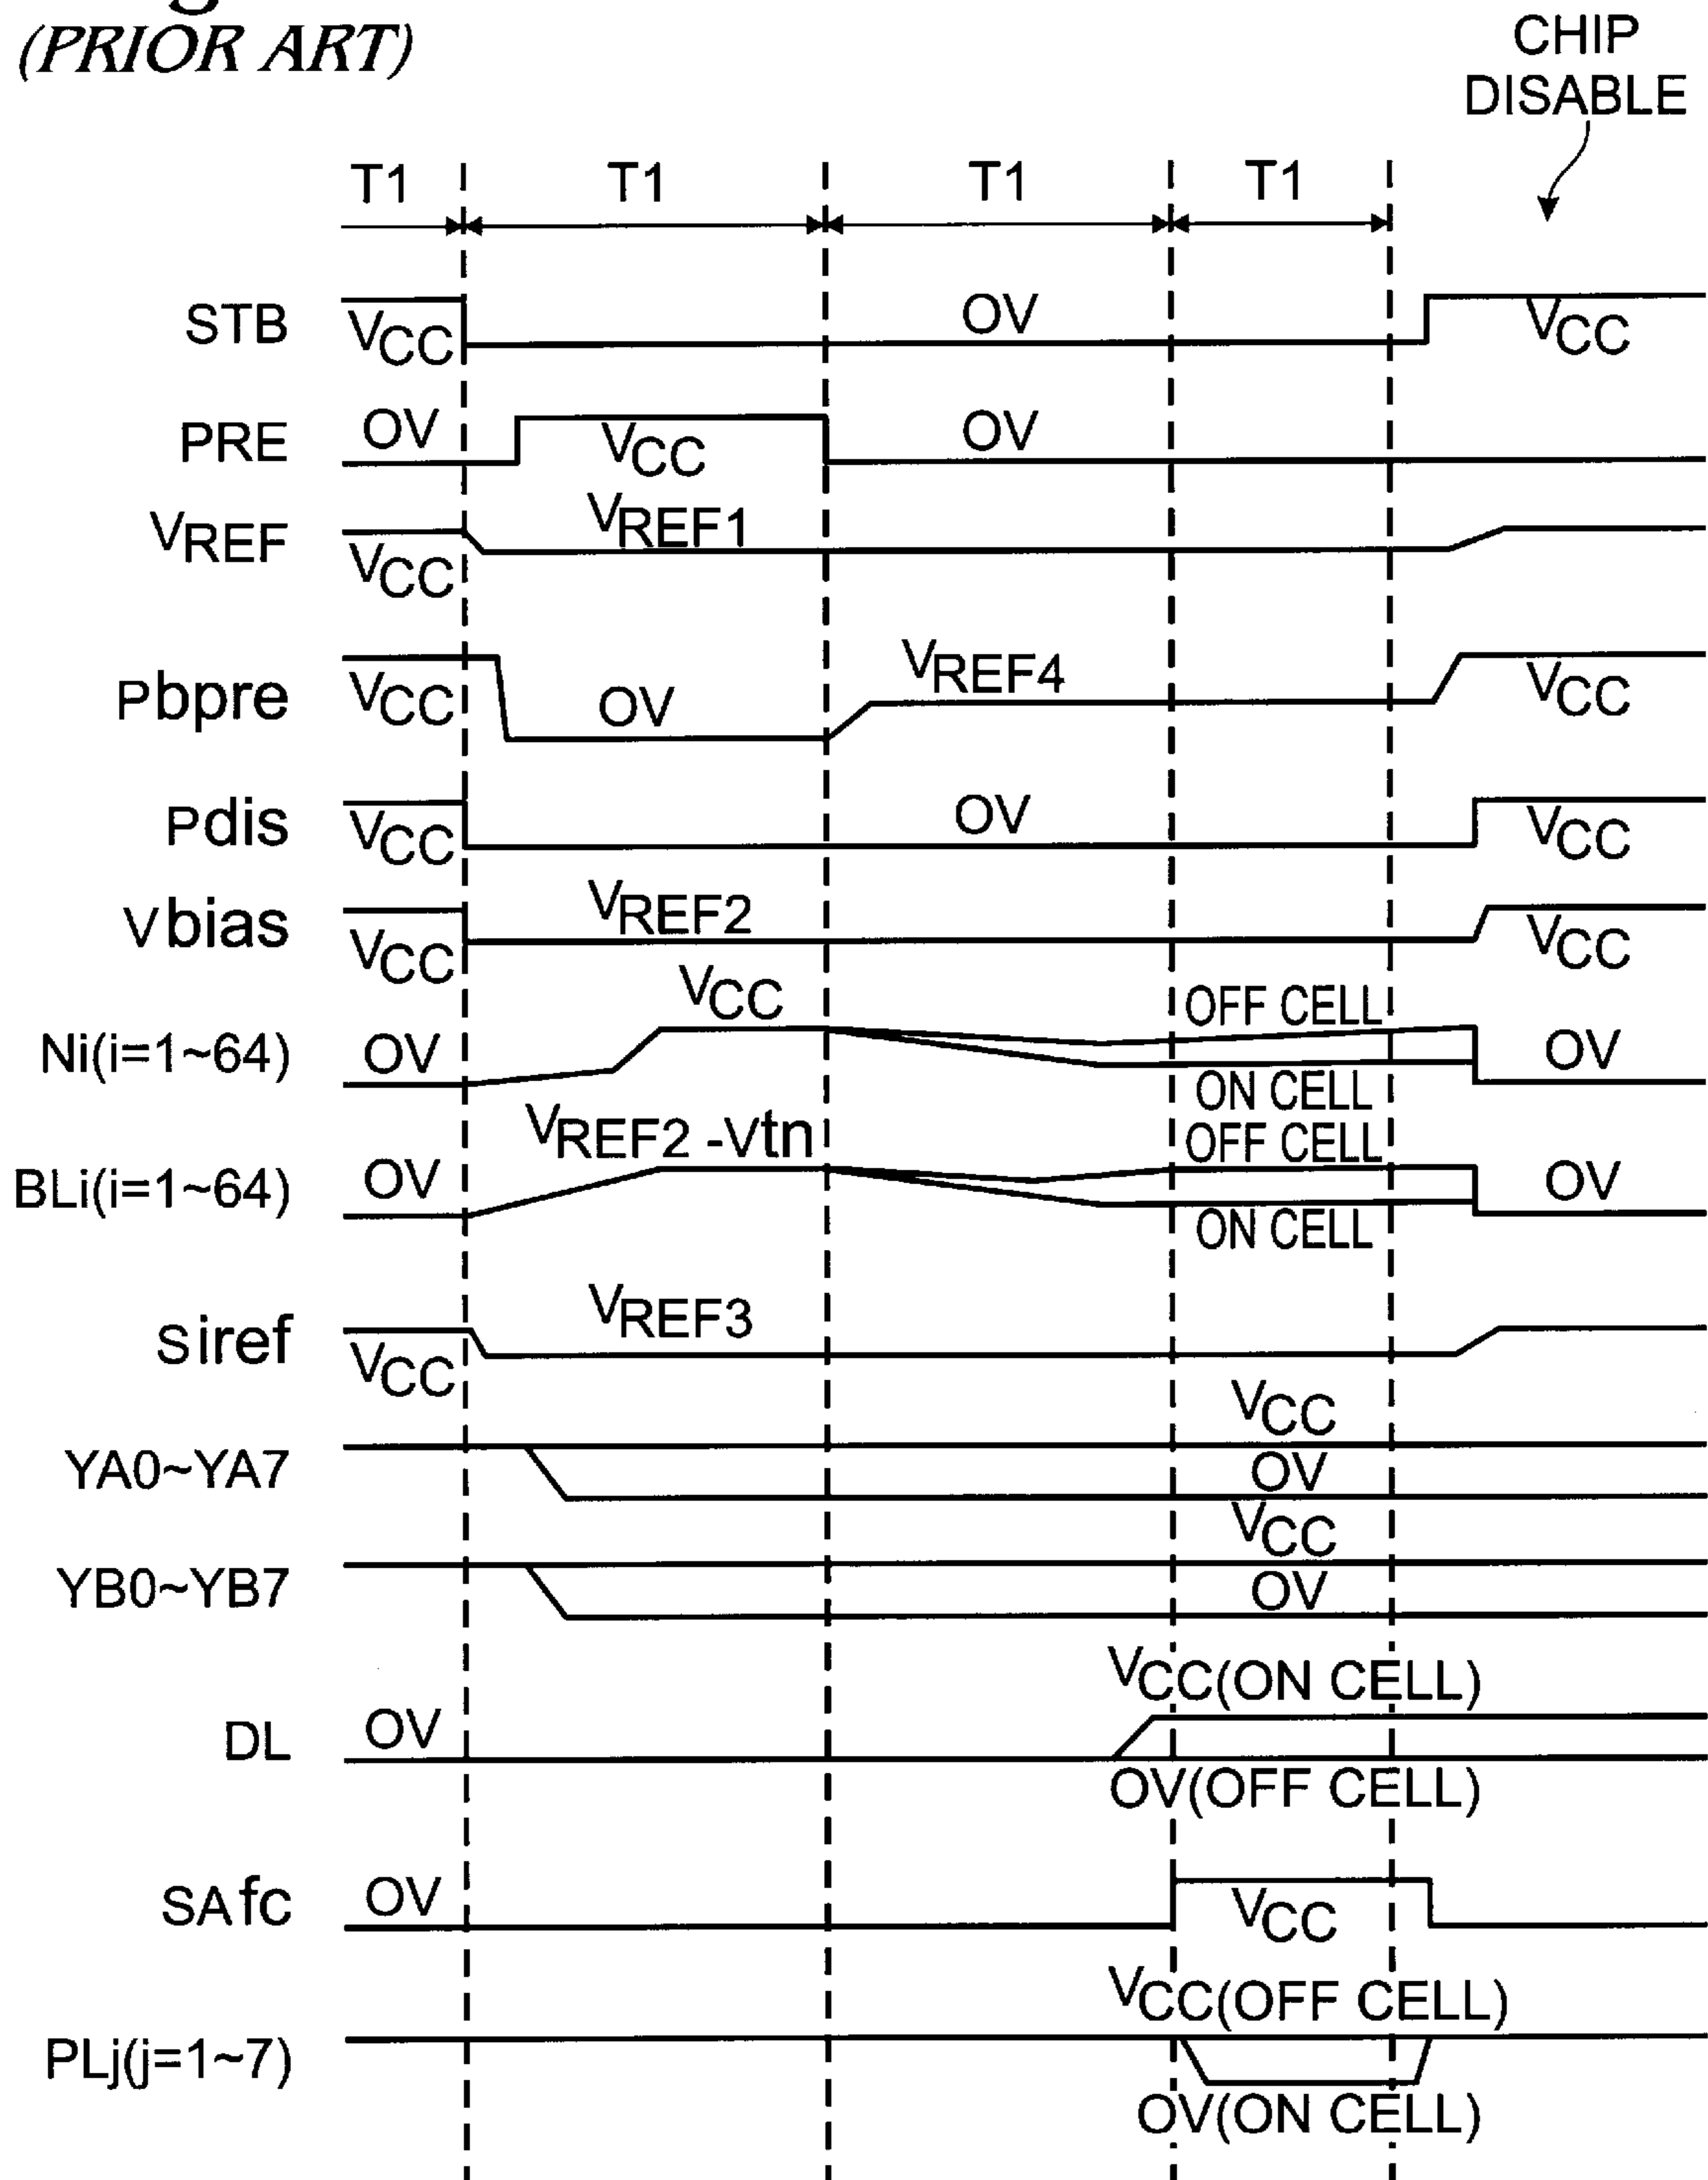 (PRIOR ART)
CHIP
DISABLE
T1 T1 T1 T1
STB VCC OV VCC
PRE OV VCC OV
VREF VCC VREF1
Pbpre VCC OV VREF4 VCC
Pdis VCC OV VCC
Vbias VCC VREF2 VCC
Ni(i=1~64) OV VCC OFF CELL ON CELL OV
BLi(i=1~64) OV VREF2 -Vtn OFF CELL ON CELL OV
Siref VCC VREF3
YA0~YA7 VCC OV
YB0~YB7 VCC OV
DL OV VCC(ON CELL) OV(OFF CELL)
SAfc OV VCC
PLj(j=1~7) VCC(OFF CELL) OV(ON CELL)